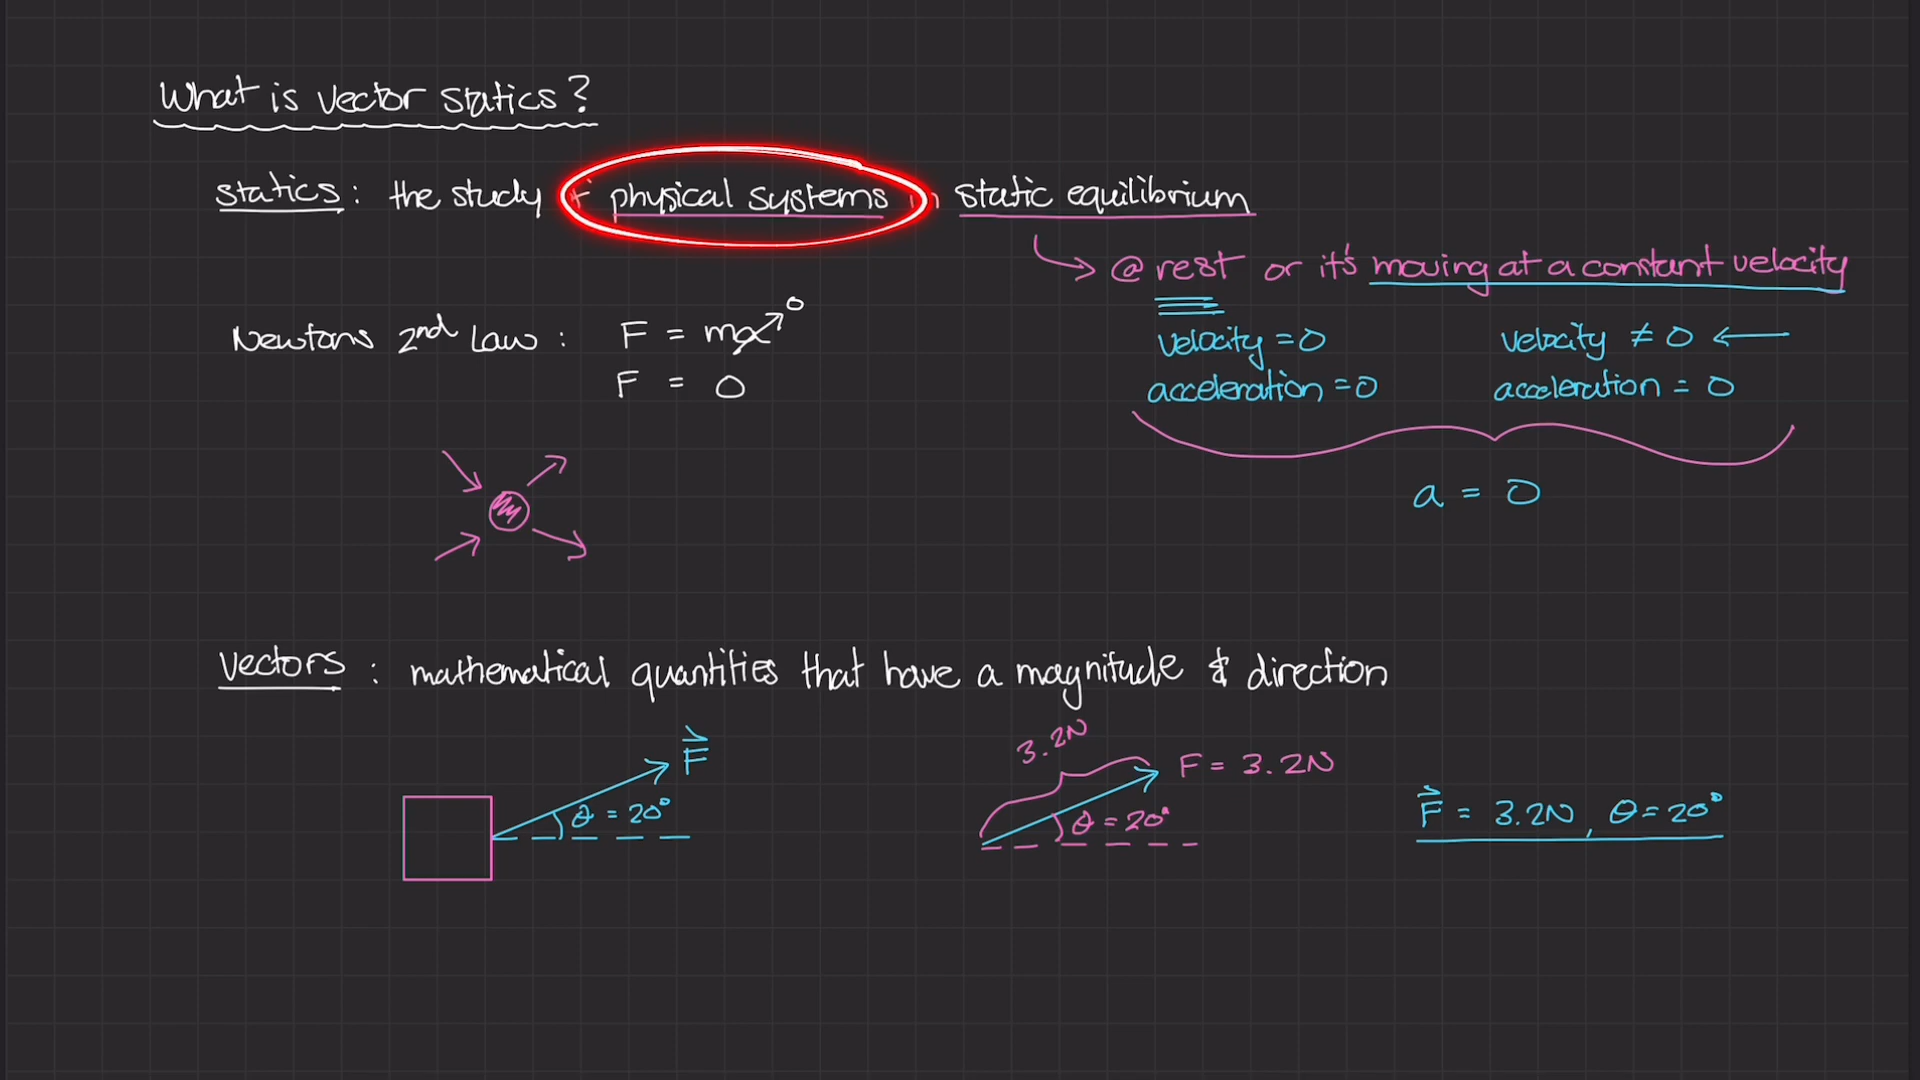 What is vector statics?
statics: the study of physical systems in static equilibrium
@ rest or it's moving at a constant velocity
Newtons 2nd Law: F = ma 0
F = 0
velocity = 0
acceleration = 0
velocity ≠ 0
acceleration = 0
a = 0
vectors: mathematical quantities that have a magnitude & direction
F
θ = 20°
3.2N
F = 3.2N
θ = 20°
F = 3.2N, θ = 20°